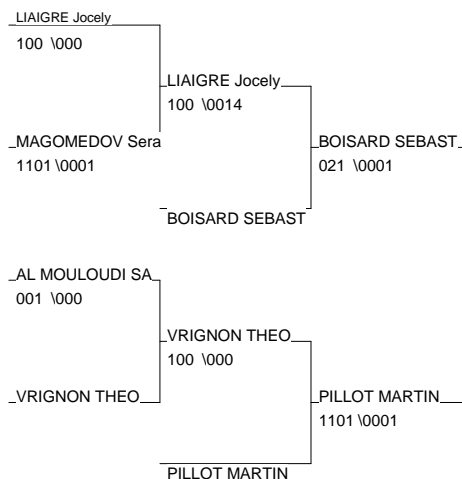 LIAIGRE Jocely
100 \000
LIAIGRE Jocely
100 \0014
MAGOMEDOV Sera
1101 \0001
BOISARD SEBAST
021 \0001
BOISARD SEBAST
AL MOULOUDI SA
001 \000
VRIGNON THEO
100 \000
VRIGNON THEO
PILLOT MARTIN
1101 \0001
PILLOT MARTIN